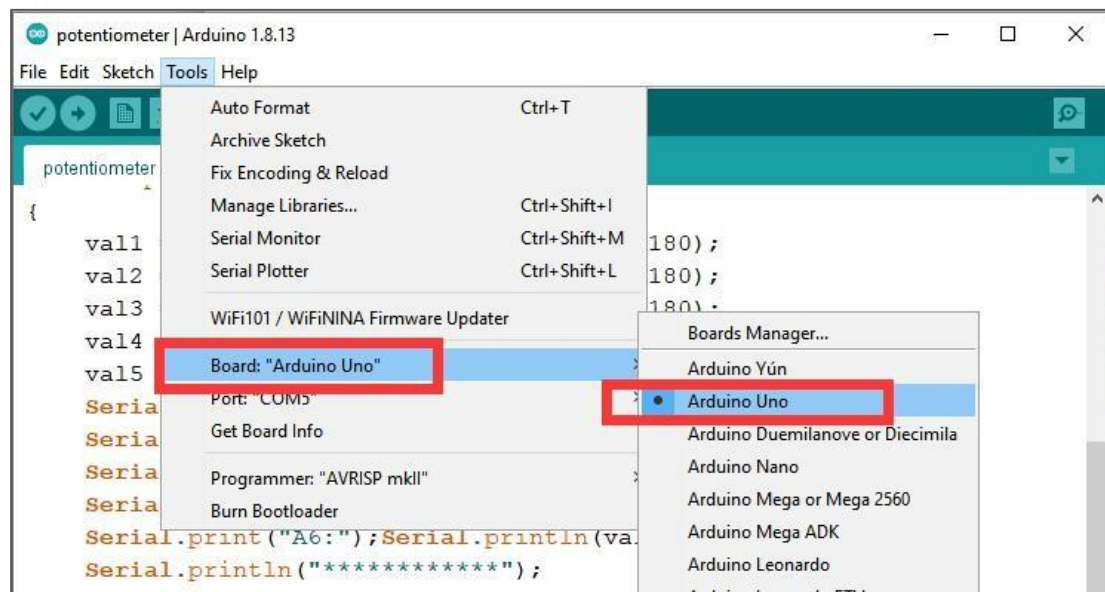 potentiometer | Arduino 1.8.13
File Edit Sketch Tools Help
potentiometer
Auto Format Ctrl+T
Archive Sketch
Fix Encoding & Reload
Manage Libraries... Ctrl+Shift+I
Serial Monitor Ctrl+Shift+M
Serial Plotter Ctrl+Shift+L
WiFi101 / WiFiNINA Firmware Updater
Board: "Arduino Uno"
Port: "COM5"
Get Board Info
Programmer: "AVRISP mkII"
Burn Bootloader
Boards Manager...
Arduino Yún
Arduino Uno
Arduino Duemilanove or Diecimila
Arduino Nano
Arduino Mega or Mega 2560
Arduino Mega ADK
Arduino Leonardo
{
val1 180);
val2 180);
val3 180);
val4
val5
Seria
Seria
Seria
Seria
Serial.print("A6:");Serial.println(va
Serial.println("************");